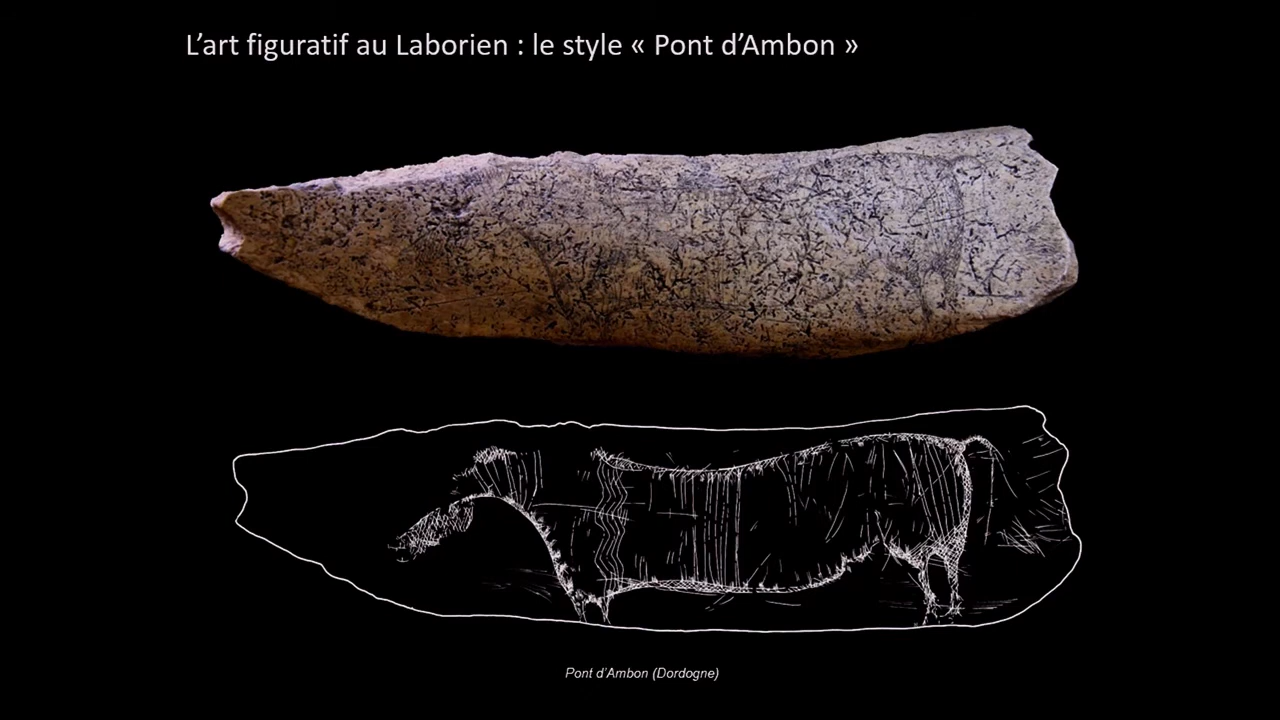 L’art figuratif au Laborien : le style « Pont d’Ambon »
Pont d’Ambon (Dordogne)